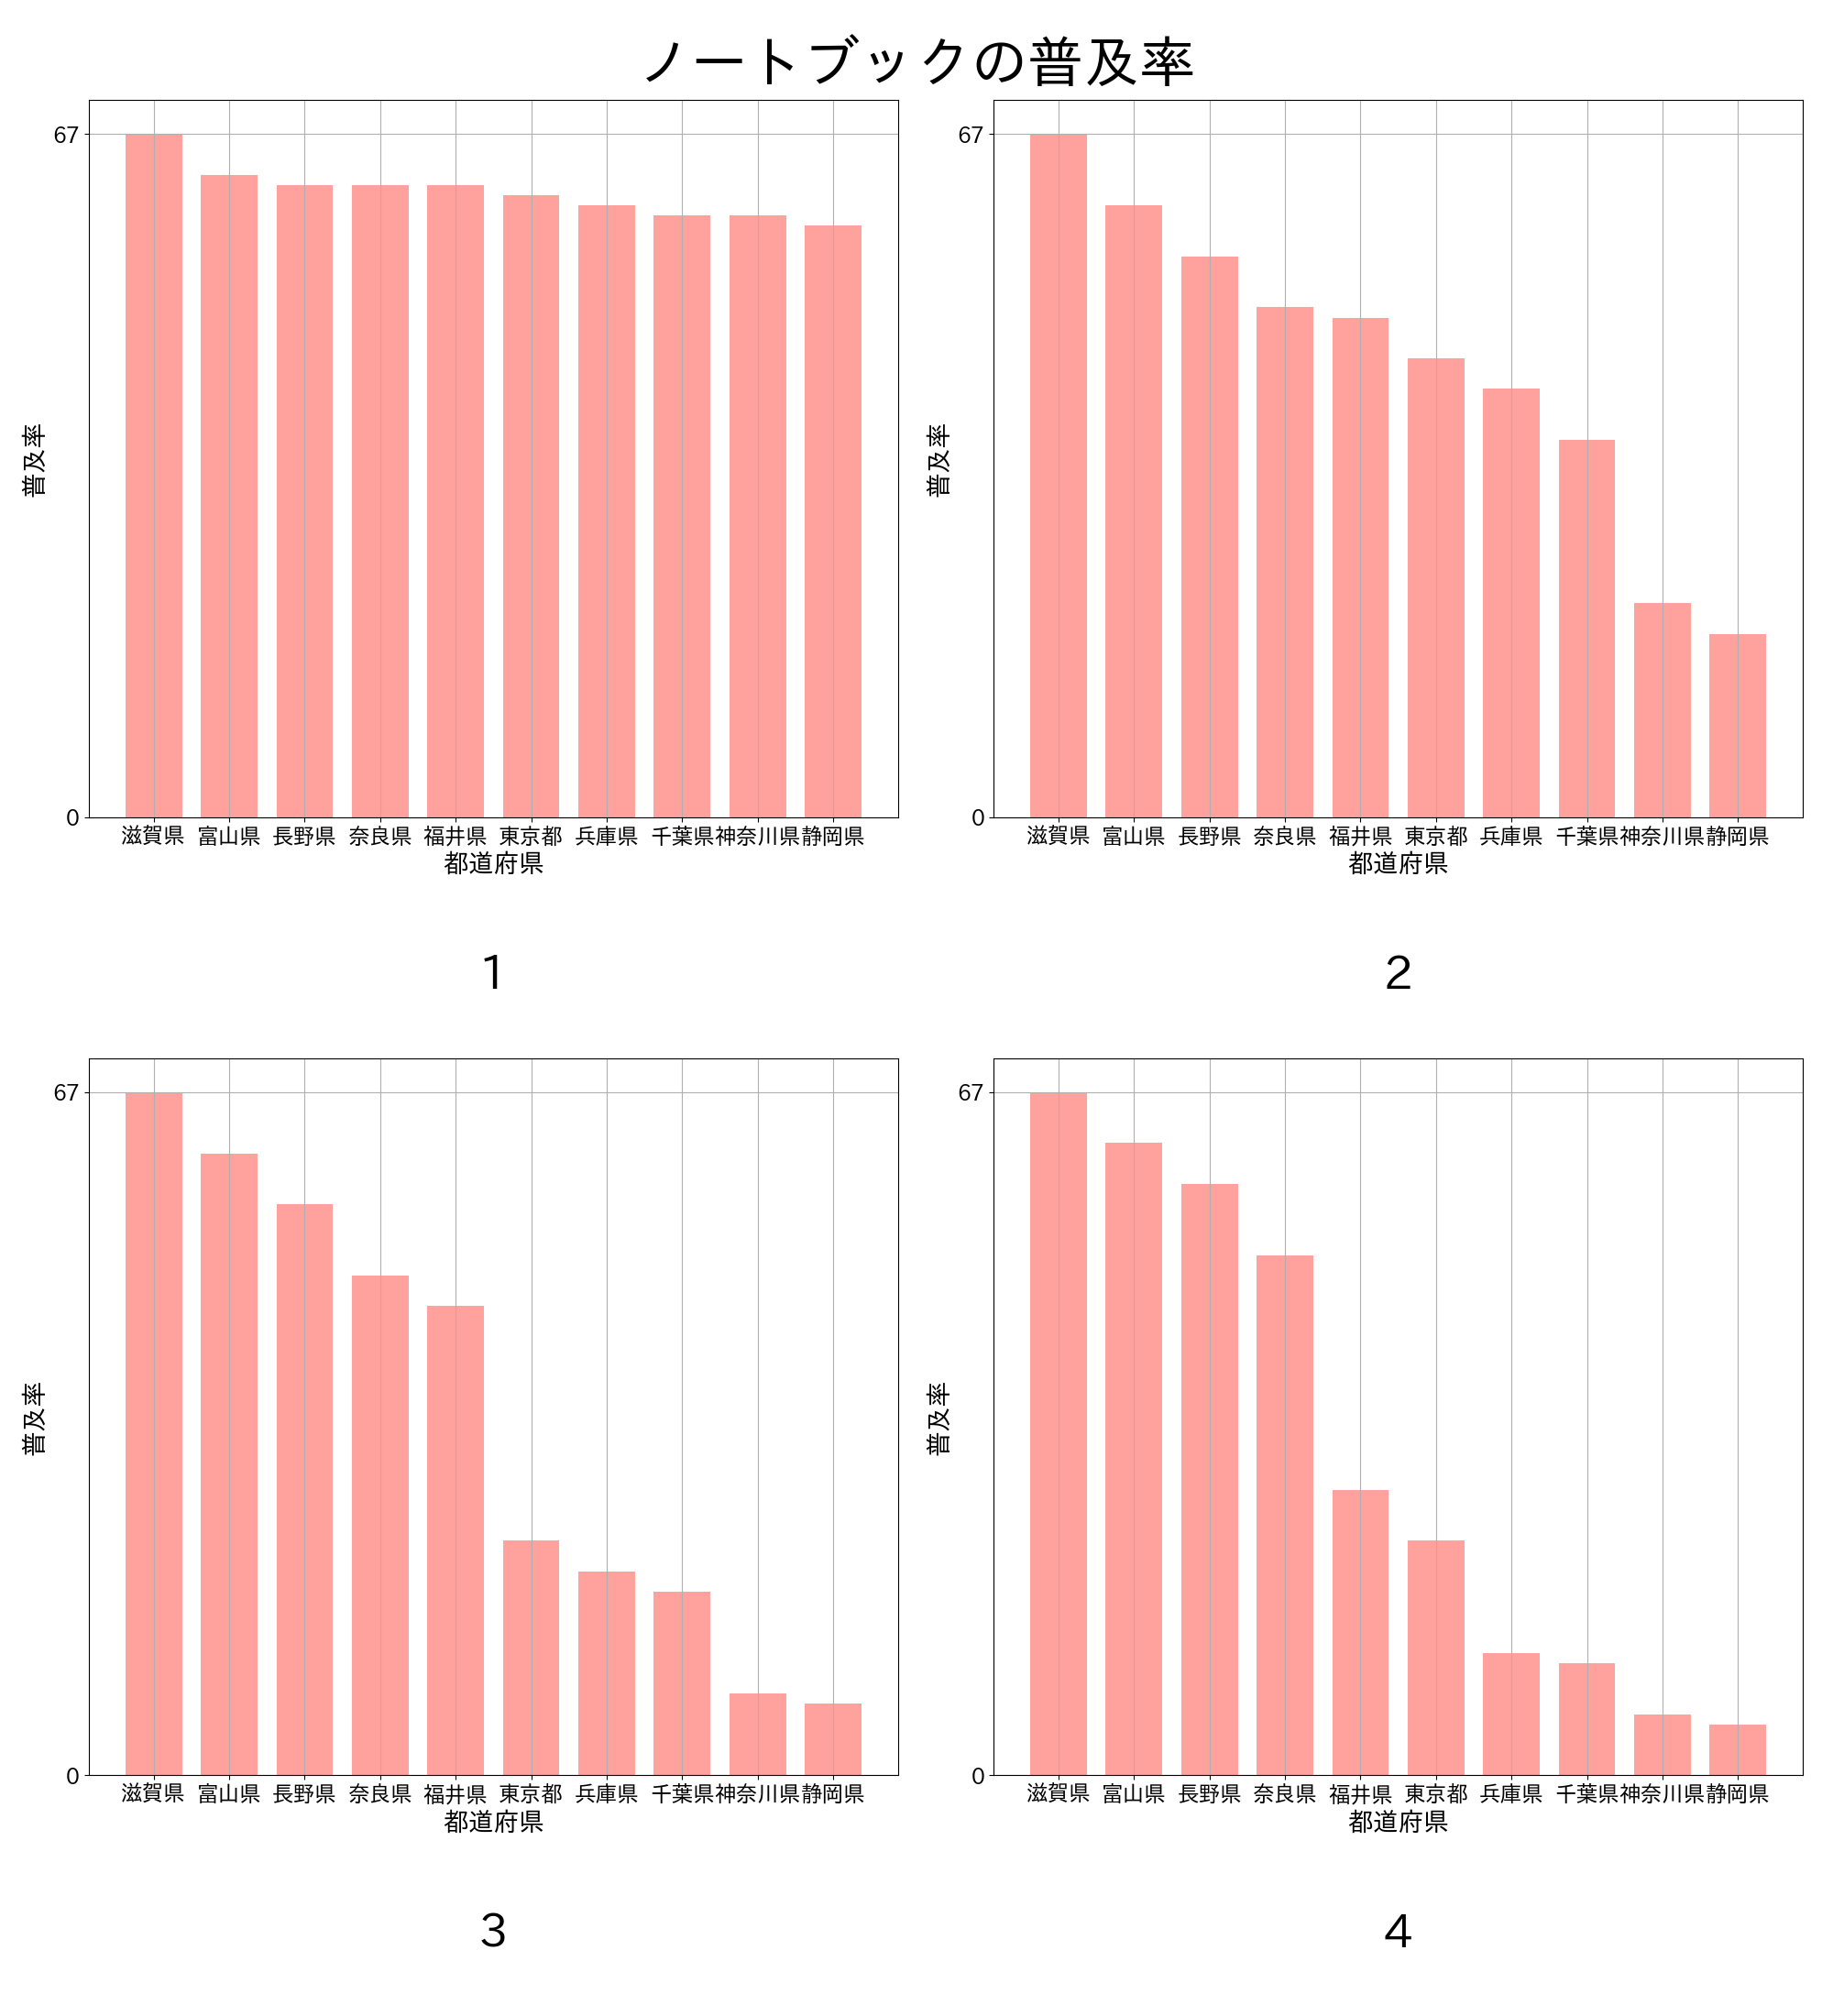 ノートブックの普及率
67
0
普及率
滋賀県 富山県 長野県 奈良県 福井県 東京都 兵庫県 千葉県 神奈川県 静岡県
都道府県
1
67
0
普及率
滋賀県 富山県 長野県 奈良県 福井県 東京都 兵庫県 千葉県 神奈川県 静岡県
都道府県
2
67
0
普及率
滋賀県 富山県 長野県 奈良県 福井県 東京都 兵庫県 千葉県 神奈川県 静岡県
都道府県
3
67
0
普及率
滋賀県 富山県 長野県 奈良県 福井県 東京都 兵庫県 千葉県 神奈川県 静岡県
都道府県
4